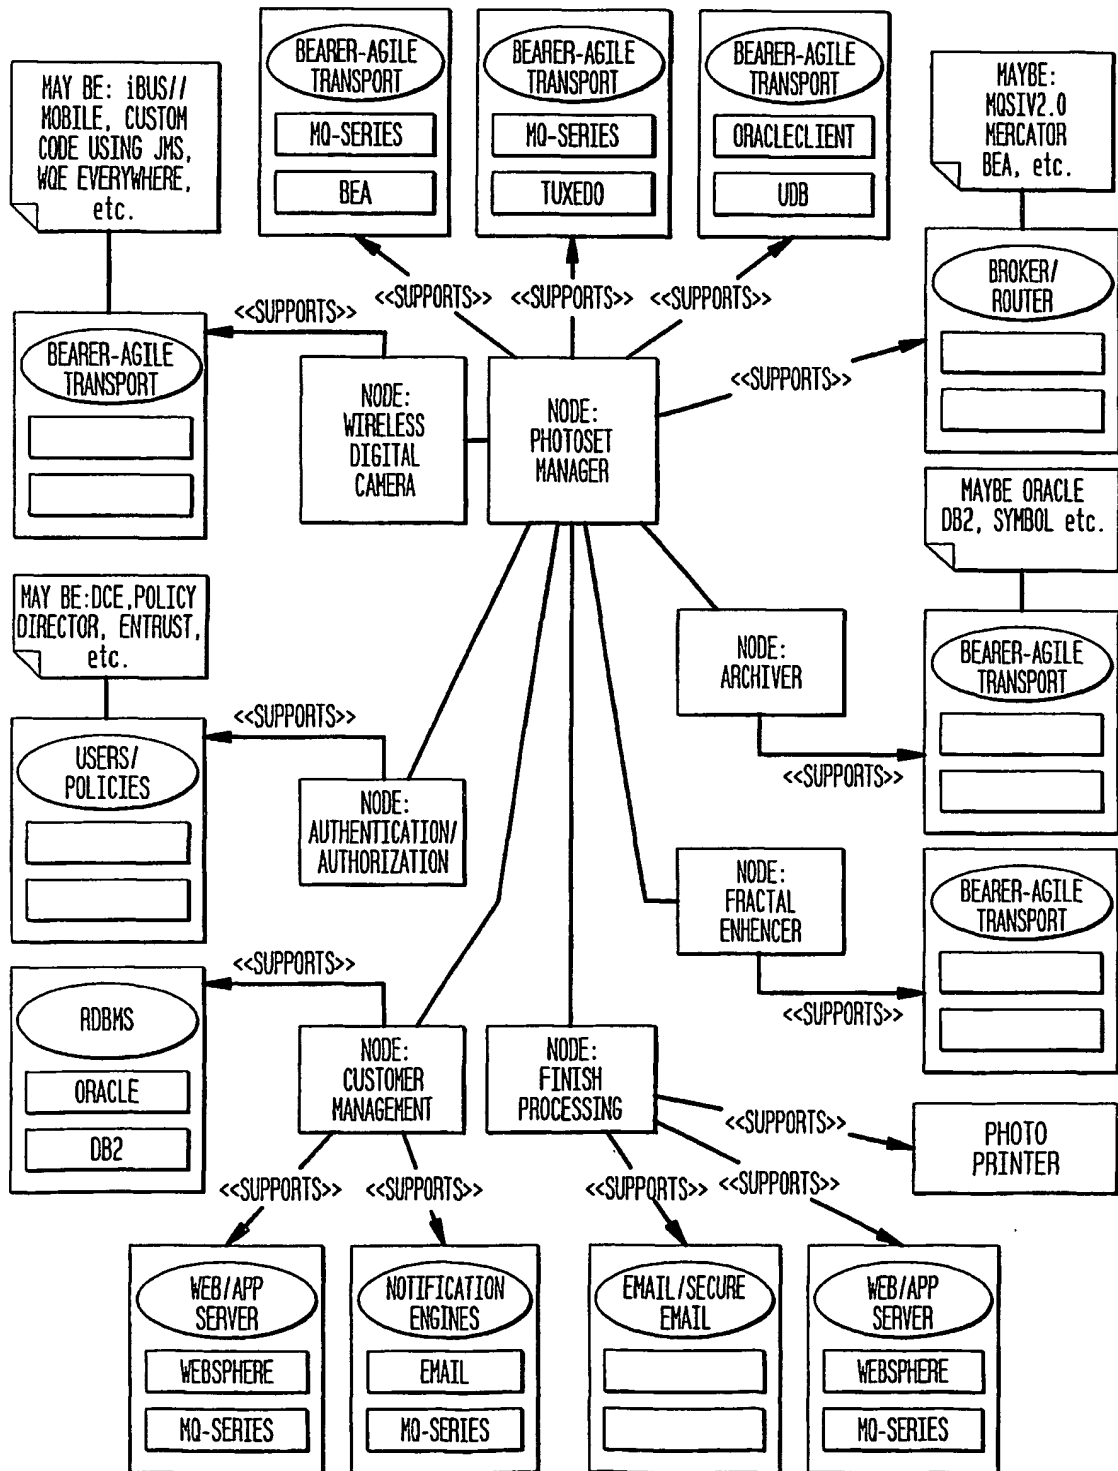 BEARER-AGILE
TRANSPORT
MQ-SERIES
BEA
BEARER-AGILE
TRANSPORT
MQ-SERIES
TUXEDO
BEARER-AGILE
TRANSPORT
ORACLECLIENT
UDB
MAY BE: iBUS//
MOBILE, CUSTOM
CODE USING JMS,
WQE EVERYWHERE,
etc.
MAYBE:
MQSIV2.0
MERCATOR
BEA, etc.
<<SUPPORTS>>
<<SUPPORTS>>
<<SUPPORTS>>
<<SUPPORTS>>
BROKER/
ROUTER
BEARER-AGILE
TRANSPORT
NODE:
WIRELESS
DIGITAL
CAMERA
NODE:
PHOTOSET
MANAGER
<<SUPPORTS>>
MAYBE ORACLE
DB2, SYMBOL etc.
MAY BE:DCE,POLICY
DIRECTOR, ENTRUST,
etc.
NODE:
ARCHIVER
BEARER-AGILE
TRANSPORT
<<SUPPORTS>>
<<SUPPORTS>>
USERS/
POLICIES
NODE:
AUTHENTICATION/
AUTHORIZATION
NODE:
FRACTAL
ENHENCER
BEARER-AGILE
TRANSPORT
<<SUPPORTS>>
<<SUPPORTS>>
RDBMS
ORACLE
DB2
NODE:
CUSTOMER
MANAGEMENT
NODE:
FINISH
PROCESSING
<<SUPPORTS>>
PHOTO
PRINTER
<<SUPPORTS>>
<<SUPPORTS>>
<<SUPPORTS>>
<<SUPPORTS>>
WEB/APP
SERVER
WEBSPHERE
MQ-SERIES
NOTIFICATION
ENGINES
EMAIL
MQ-SERIES
EMAIL/SECURE
EMAIL
WEB/APP
SERVER
WEBSPHERE
MQ-SERIES